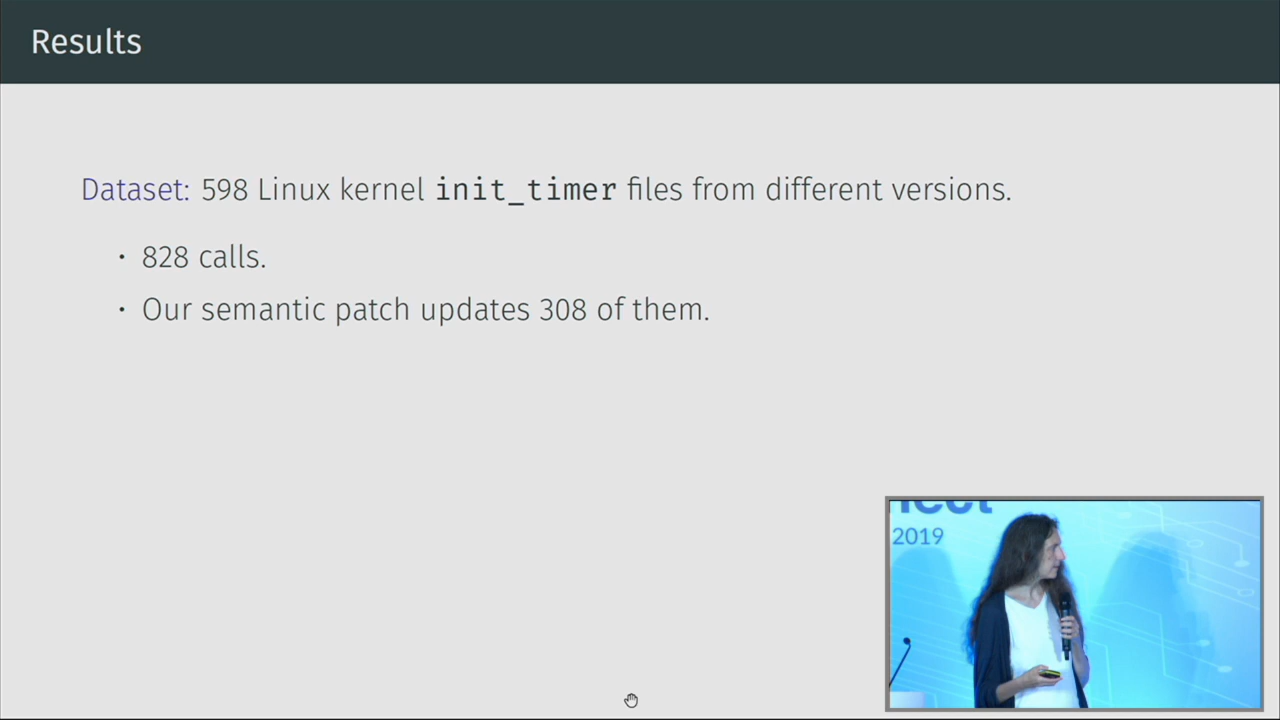 Results
Dataset: 598 Linux kernel init_timer files from different versions.
• 828 calls.
• Our semantic patch updates 308 of them.
2019